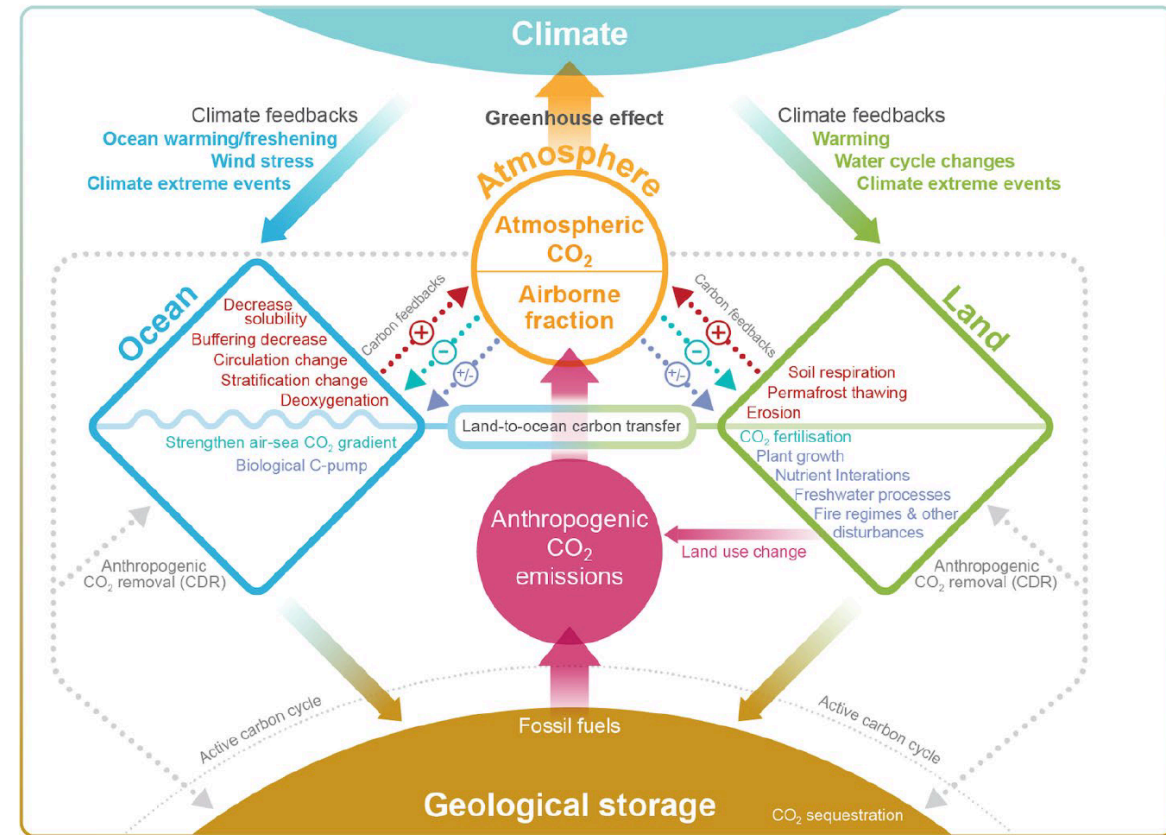 Climate
Climate feedbacks
Ocean warming/freshening
Wind stress
Climate extreme events
Greenhouse effect
Climate feedbacks
Warming
Water cycle changes
Climate extreme events
Atmosphere
Atmospheric
CO₂
Airborne
fraction
Ocean
Decrease
solubility
Buffering decrease
Circulation change
Stratification change
Deoxygenation
Strengthen air-sea CO₂ gradient
Biological C-pump
Carbon feedbacks
+
−
+/-
Carbon feedbacks
+
−
+/-
Land
Soil respiration
Permafrost thawing
Erosion
CO₂ fertilisation
Plant growth
Nutrient Interations
Freshwater processes
Fire regimes & other
disturbances
Land-to-ocean carbon transfer
Anthropogenic
CO₂
emissions
Land use change
Anthropogenic
CO₂ removal (CDR)
Anthropogenic
CO₂ removal (CDR)
Active carbon cycle
Active carbon cycle
Fossil fuels
Geological storage
CO₂ sequestration